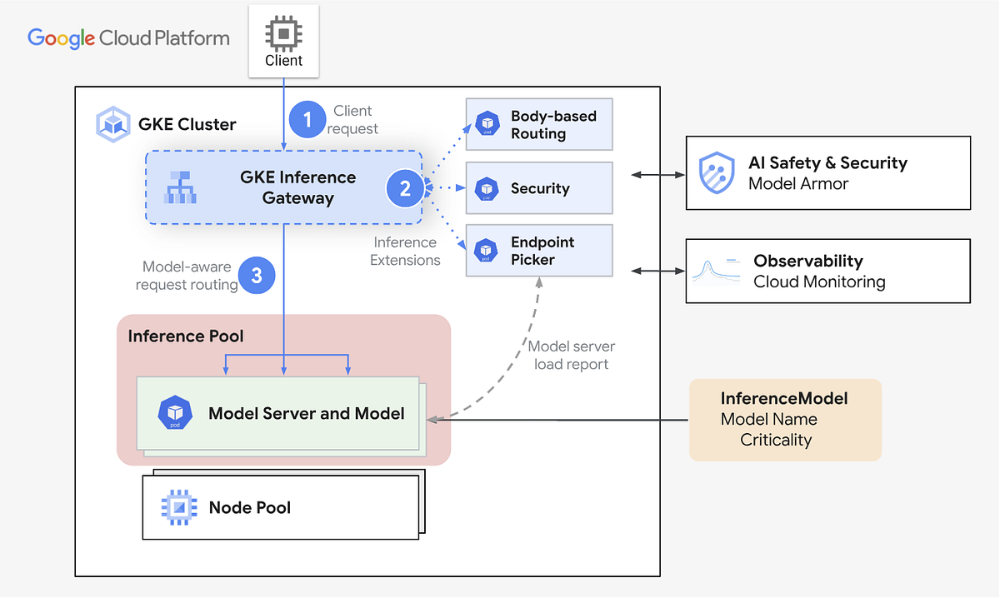 Google Cloud Platform
Client
GKE Cluster
1
Client
request
GKE Inference
Gateway
2
Body-based
Routing
Security
Endpoint
Picker
Inference
Extensions
AI Safety & Security
Model Armor
Observability
Cloud Monitoring
Model-aware
request routing
3
Inference Pool
Model server
load report
Model Server and Model
pod
InferenceModel
Model Name
Criticality
Node Pool